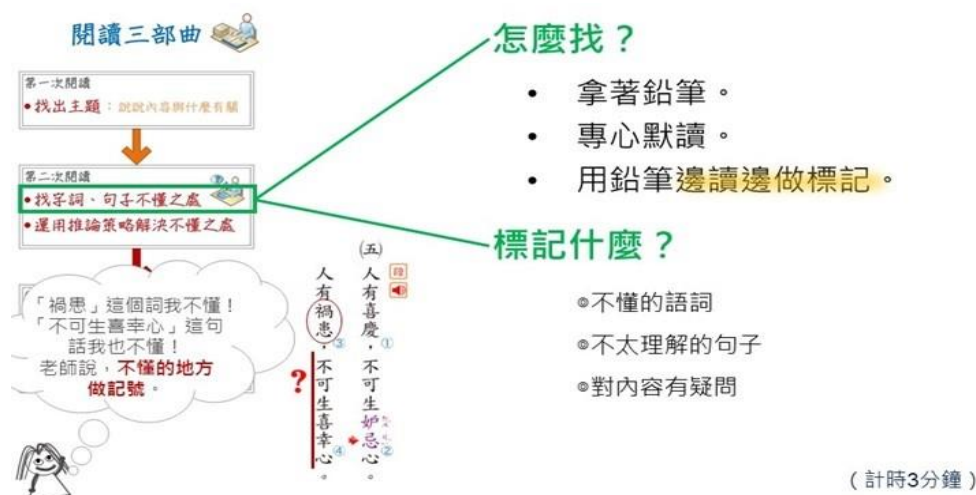 閱讀三部曲
第一次閱讀
•找出主題：說說內容與什麼有關
第二次閱讀
•找字詞、句子不懂之處
•運用推論策略解決不懂之處
「禍患」這個詞我不懂！
「不可生喜幸心」這句
話我也不懂！
老師說，不懂的地方
做記號。
(五)
段
人有喜慶，①不可生妒忌心。②
人有禍患，③不可生喜幸心。④
?
怎麼找？
• 拿著鉛筆。
• 專心默讀。
• 用鉛筆邊讀邊做標記。
標記什麼？
◎不懂的語詞
◎不太理解的句子
◎對內容有疑問
(計時3分鐘)